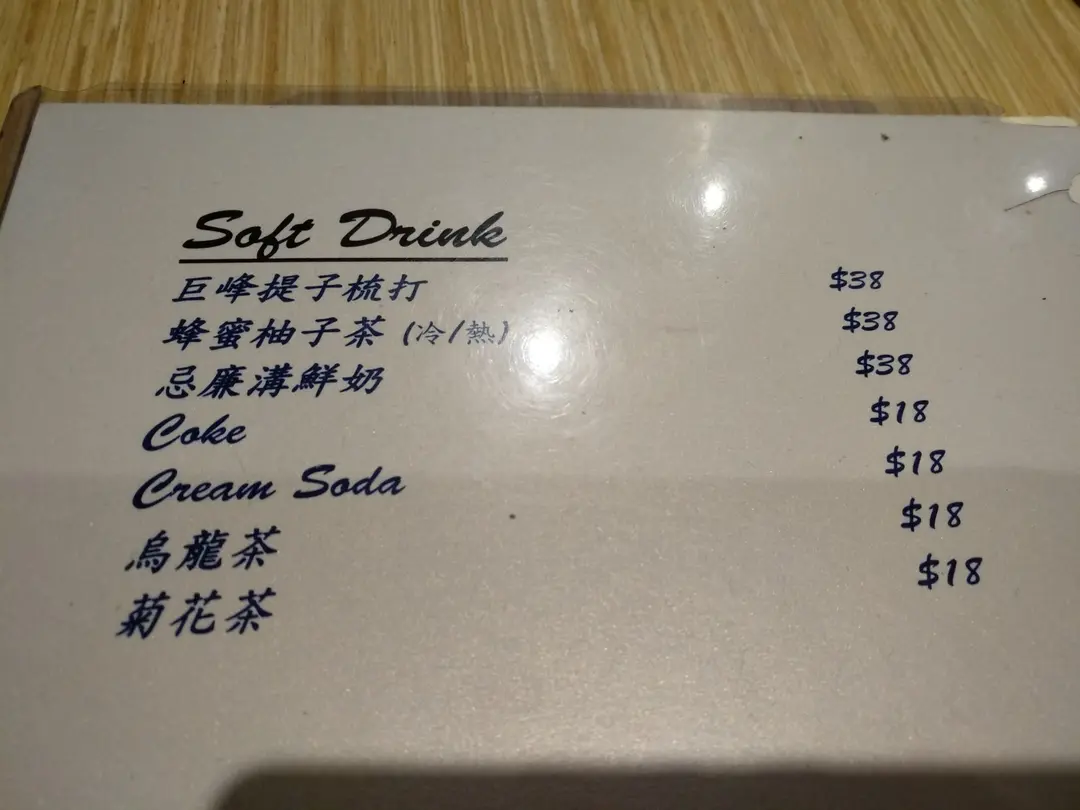 Soft Drink
巨峰提子梳打 $38
蜂蜜柚子茶 (冷/熱) $38
忌廉溝鮮奶 $38
Coke $18
Cream Soda $18
烏龍茶 $18
菊花茶 $18